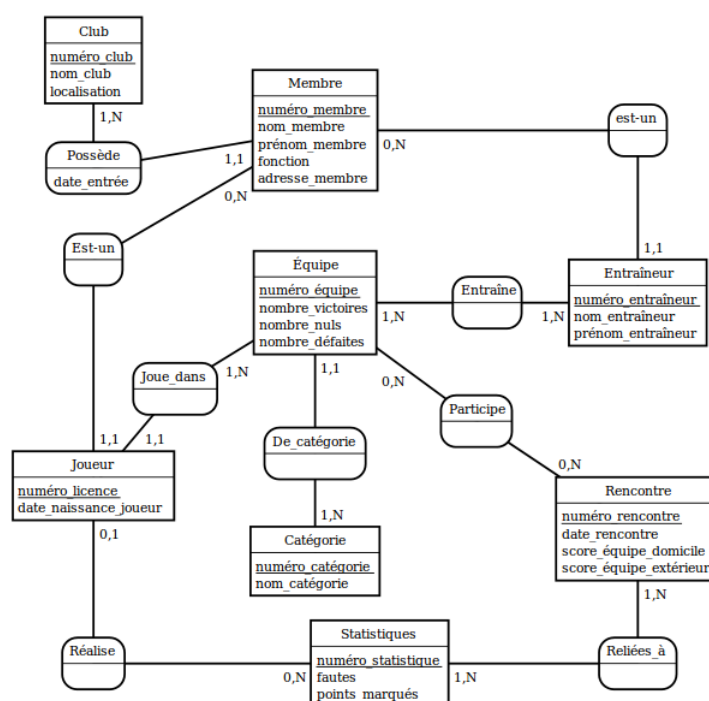 Club
numéro_club
nom_club
localisation
1,N
Possède
date_entrée
1,1
Membre
numéro_membre
nom_membre
prénom_membre
fonction
adresse_membre
0,N
est-un
0,N
Est-un
1,1
Équipe
numéro_équipe
nombre_victoires
nombre_nuls
nombre_défaites
1,N
Entraîne
1,N
Entraîneur
numéro_entraîneur
nom_entraîneur
prénom_entraîneur
Joue_dans
1,N
1,1
0,N
Participe
De_catégorie
1,1
1,1
0,N
Joueur
numéro_licence
date_naissance_joueur
0,1
1,N
Catégorie
numéro_catégorie
nom_catégorie
Rencontre
numéro_rencontre
date_rencontre
score_équipe_domicile
score_équipe_extérieur
1,N
Réalise
0,N
Statistiques
numéro_statistique
fautes
points_marqués
1,N
Reliées_à